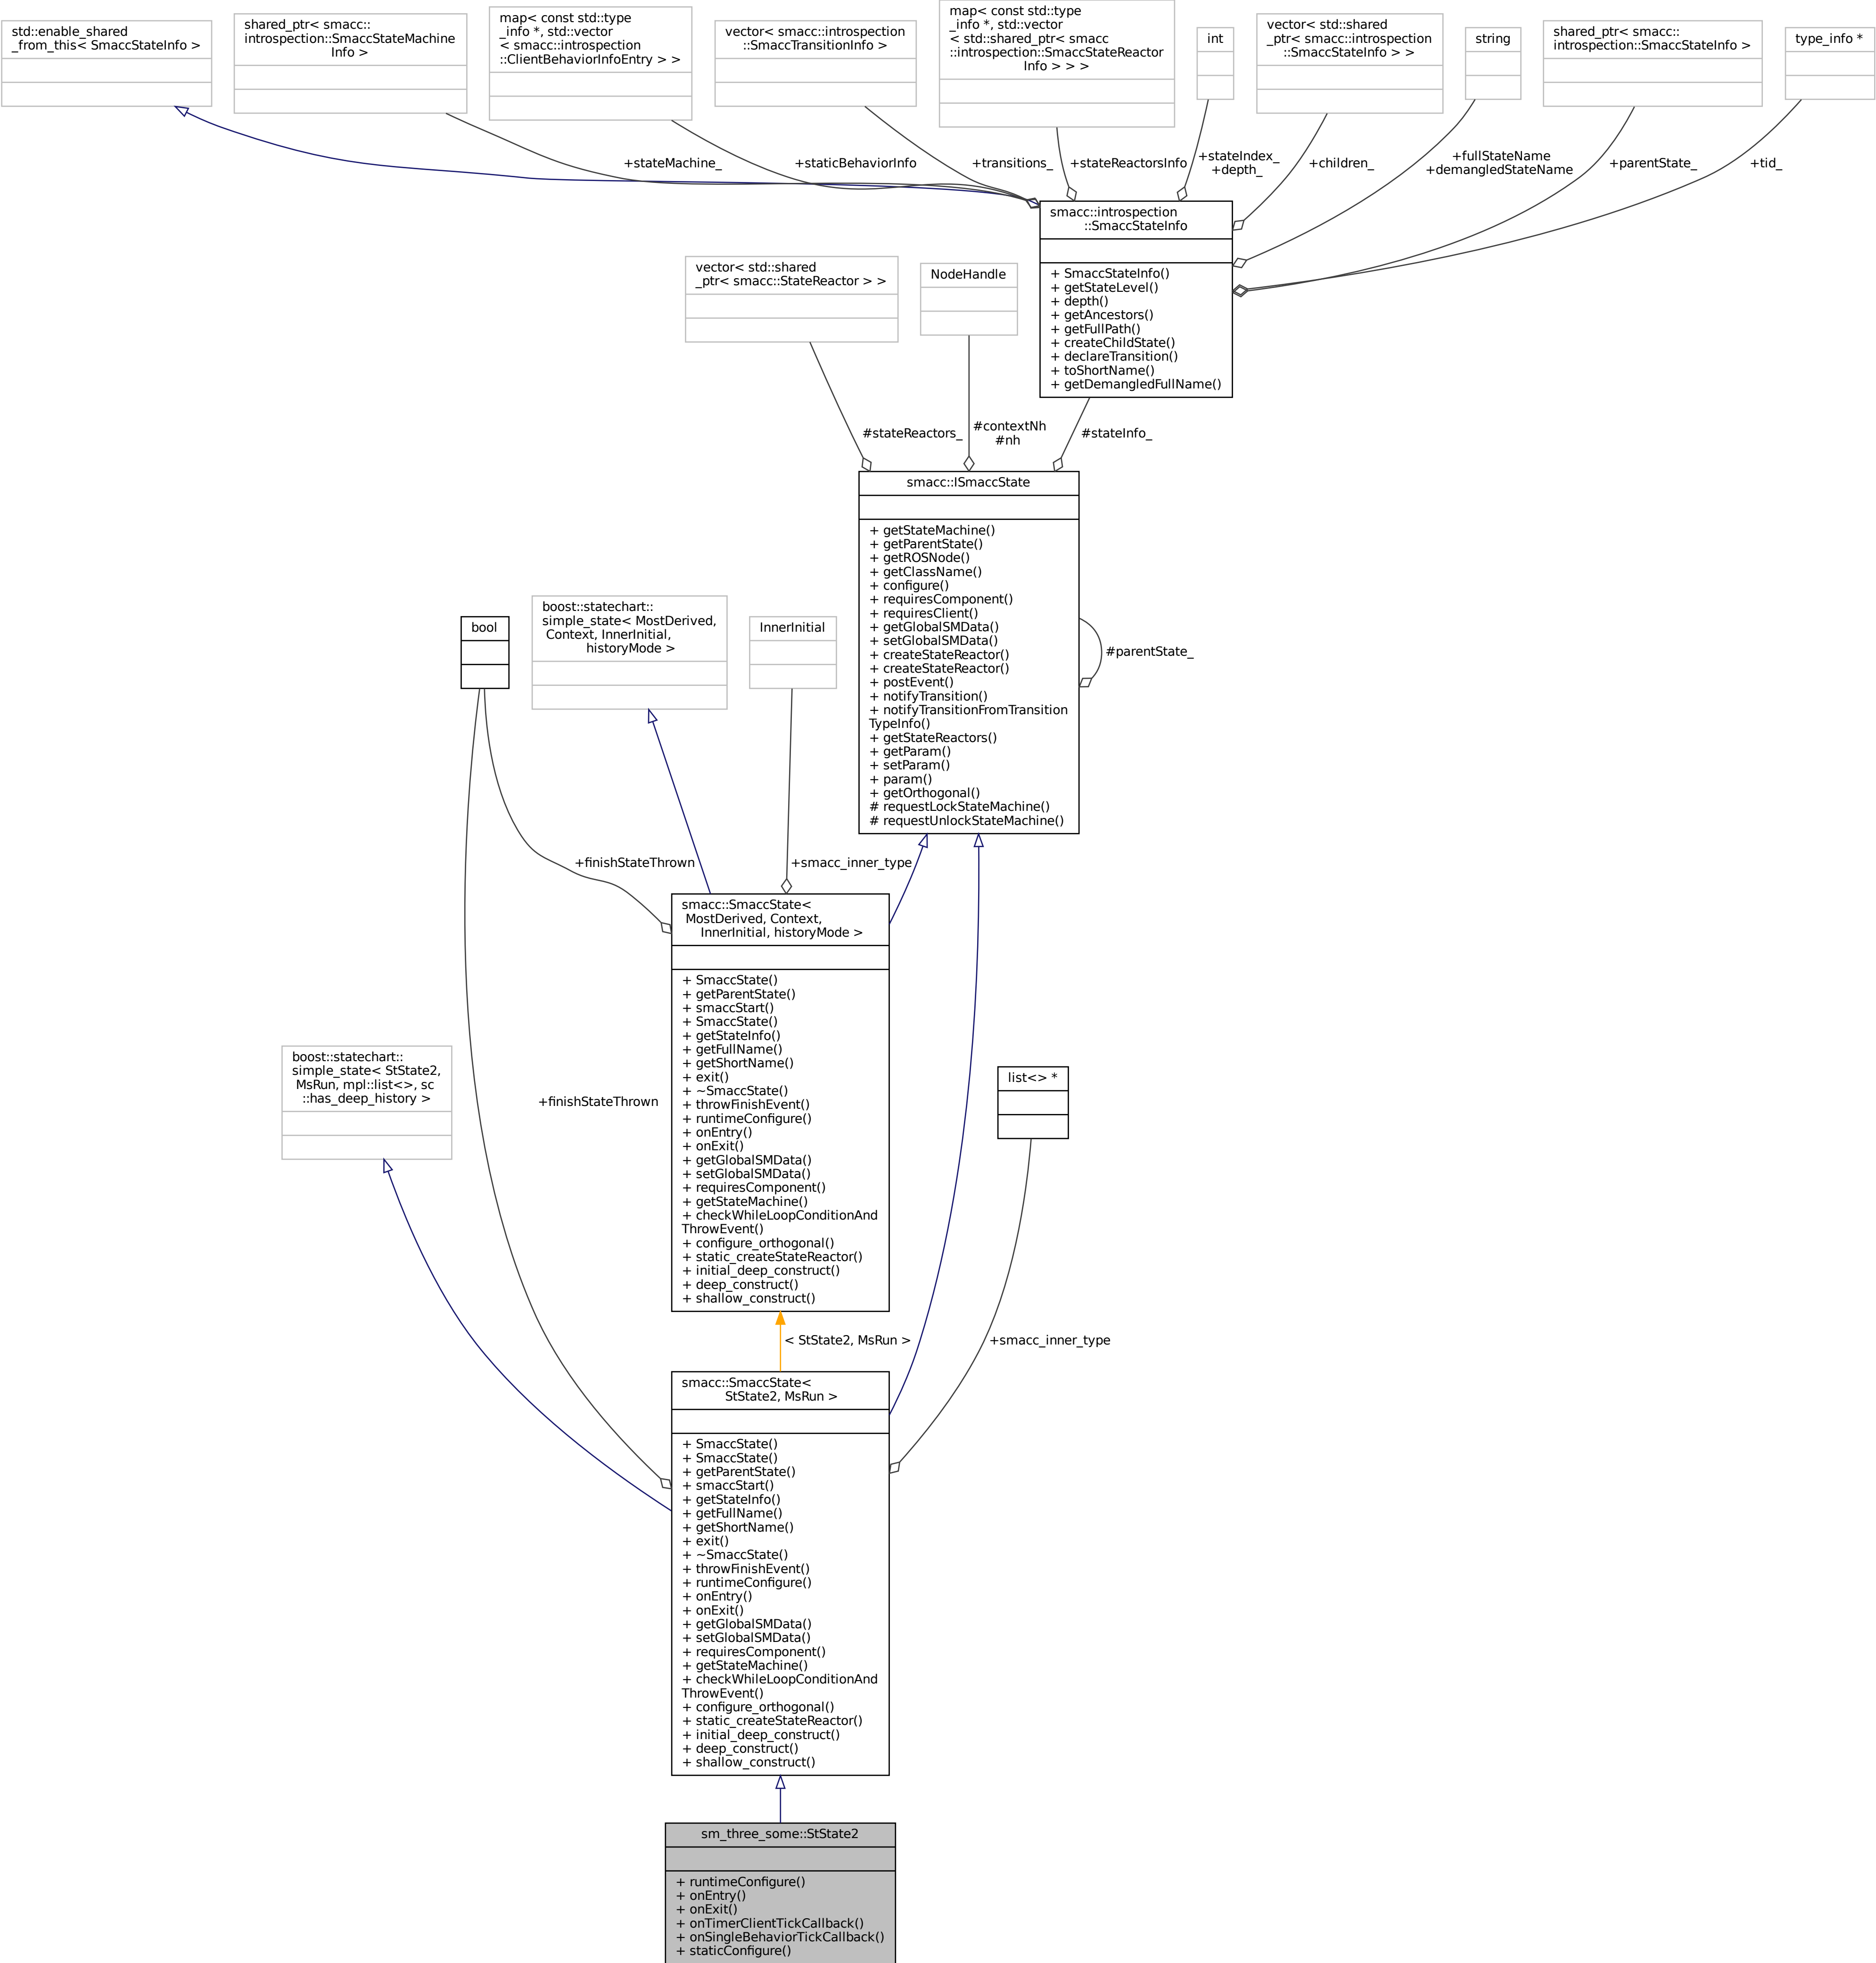 std::enable_shared
_from_this< SmaccStateInfo >
shared_ptr< smacc::
introspection::SmaccStateMachine
Info >
map< const std::type
_info *, std::vector
< smacc::introspection
::ClientBehaviorInfoEntry > >
vector< smacc::introspection
::SmaccTransitionInfo >
map< const std::type
_info *, std::vector
< std::shared_ptr< smacc
::introspection::SmaccStateReactor
Info > > >
int
vector< std::shared
_ptr< smacc::introspection
::SmaccStateInfo > >
string
shared_ptr< smacc::
introspection::SmaccStateInfo >
type_info *
+stateMachine_
+staticBehaviorInfo
+transitions_
+stateReactorsInfo
+stateIndex_
+depth_
+children_
+fullStateName
+demangledStateName
+parentState_
+tid_
smacc::introspection
::SmaccStateInfo
+ SmaccStateInfo()
+ getStateLevel()
+ depth()
+ getAncestors()
+ getFullPath()
+ createChildState()
+ declareTransition()
+ toShortName()
+ getDemangledFullName()
vector< std::shared
_ptr< smacc::StateReactor > >
NodeHandle
#stateReactors_
#contextNh
#nh
#stateInfo_
smacc::ISmaccState
+ getStateMachine()
+ getParentState()
+ getROSNode()
+ getClassName()
+ configure()
+ requiresComponent()
+ requiresClient()
+ getGlobalSMData()
+ setGlobalSMData()
+ createStateReactor()
+ createStateReactor()
+ postEvent()
+ notifyTransition()
+ notifyTransitionFromTransition
TypeInfo()
+ getStateReactors()
+ getParam()
+ setParam()
+ param()
+ getOrthogonal()
# requestLockStateMachine()
# requestUnlockStateMachine()
#parentState_
bool
boost::statechart::
simple_state< MostDerived,
Context, InnerInitial,
historyMode >
InnerInitial
+finishStateThrown
+smacc_inner_type
smacc::SmaccState<
MostDerived, Context,
InnerInitial, historyMode >
+ SmaccState()
+ getParentState()
+ smaccStart()
+ SmaccState()
+ getStateInfo()
+ getFullName()
+ getShortName()
+ exit()
+ ~SmaccState()
+ throwFinishEvent()
+ runtimeConfigure()
+ onEntry()
+ onExit()
+ getGlobalSMData()
+ setGlobalSMData()
+ requiresComponent()
+ getStateMachine()
+ checkWhileLoopConditionAnd
ThrowEvent()
+ configure_orthogonal()
+ static_createStateReactor()
+ initial_deep_construct()
+ deep_construct()
+ shallow_construct()
boost::statechart::
simple_state< StState2,
MsRun, mpl::list<>, sc
::has_deep_history >
+finishStateThrown
list<> *
< StState2, MsRun >
+smacc_inner_type
smacc::SmaccState<
StState2, MsRun >
+ SmaccState()
+ SmaccState()
+ getParentState()
+ smaccStart()
+ getStateInfo()
+ getFullName()
+ getShortName()
+ exit()
+ ~SmaccState()
+ throwFinishEvent()
+ runtimeConfigure()
+ onEntry()
+ onExit()
+ getGlobalSMData()
+ setGlobalSMData()
+ requiresComponent()
+ getStateMachine()
+ checkWhileLoopConditionAnd
ThrowEvent()
+ configure_orthogonal()
+ static_createStateReactor()
+ initial_deep_construct()
+ deep_construct()
+ shallow_construct()
sm_three_some::StState2
+ runtimeConfigure()
+ onEntry()
+ onExit()
+ onTimerClientTickCallback()
+ onSingleBehaviorTickCallback()
+ staticConfigure()